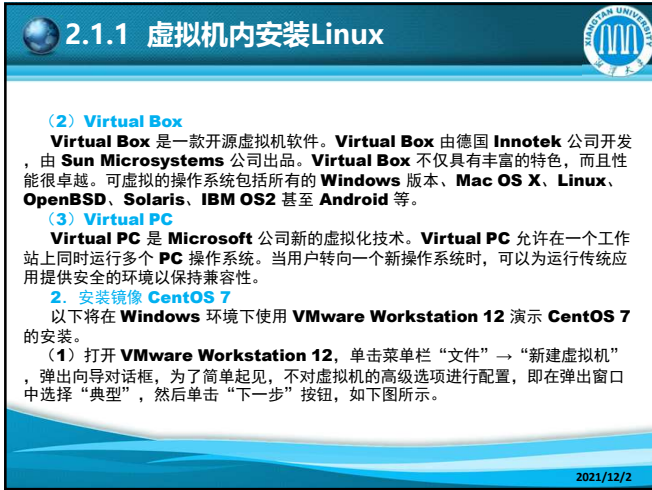 2.1.1 虚拟机内安装Linux
XIANGTAN UNIVERSITY
（2）Virtual Box
Virtual Box 是一款开源虚拟机软件。Virtual Box 由德国 Innotek 公司开发
，由 Sun Microsystems 公司出品。Virtual Box 不仅具有丰富的特色，而且性
能很卓越。可虚拟的操作系统包括所有的 Windows 版本、Mac OS X、Linux、
OpenBSD、Solaris、IBM OS2 甚至 Android 等。
（3）Virtual PC
Virtual PC 是 Microsoft 公司新的虚拟化技术。Virtual PC 允许在一个工作
站上同时运行多个 PC 操作系统。当用户转向一个新操作系统时，可以为运行传统应
用提供安全的环境以保持兼容性。
2．安装镜像 CentOS 7
以下将在 Windows 环境下使用 VMware Workstation 12 演示 CentOS 7
的安装。
（1）打开 VMware Workstation 12，单击菜单栏“文件”→“新建虚拟机”
，弹出向导对话框，为了简单起见，不对虚拟机的高级选项进行配置，即在弹出窗口
中选择“典型”，然后单击“下一步”按钮，如下图所示。
2021/12/2